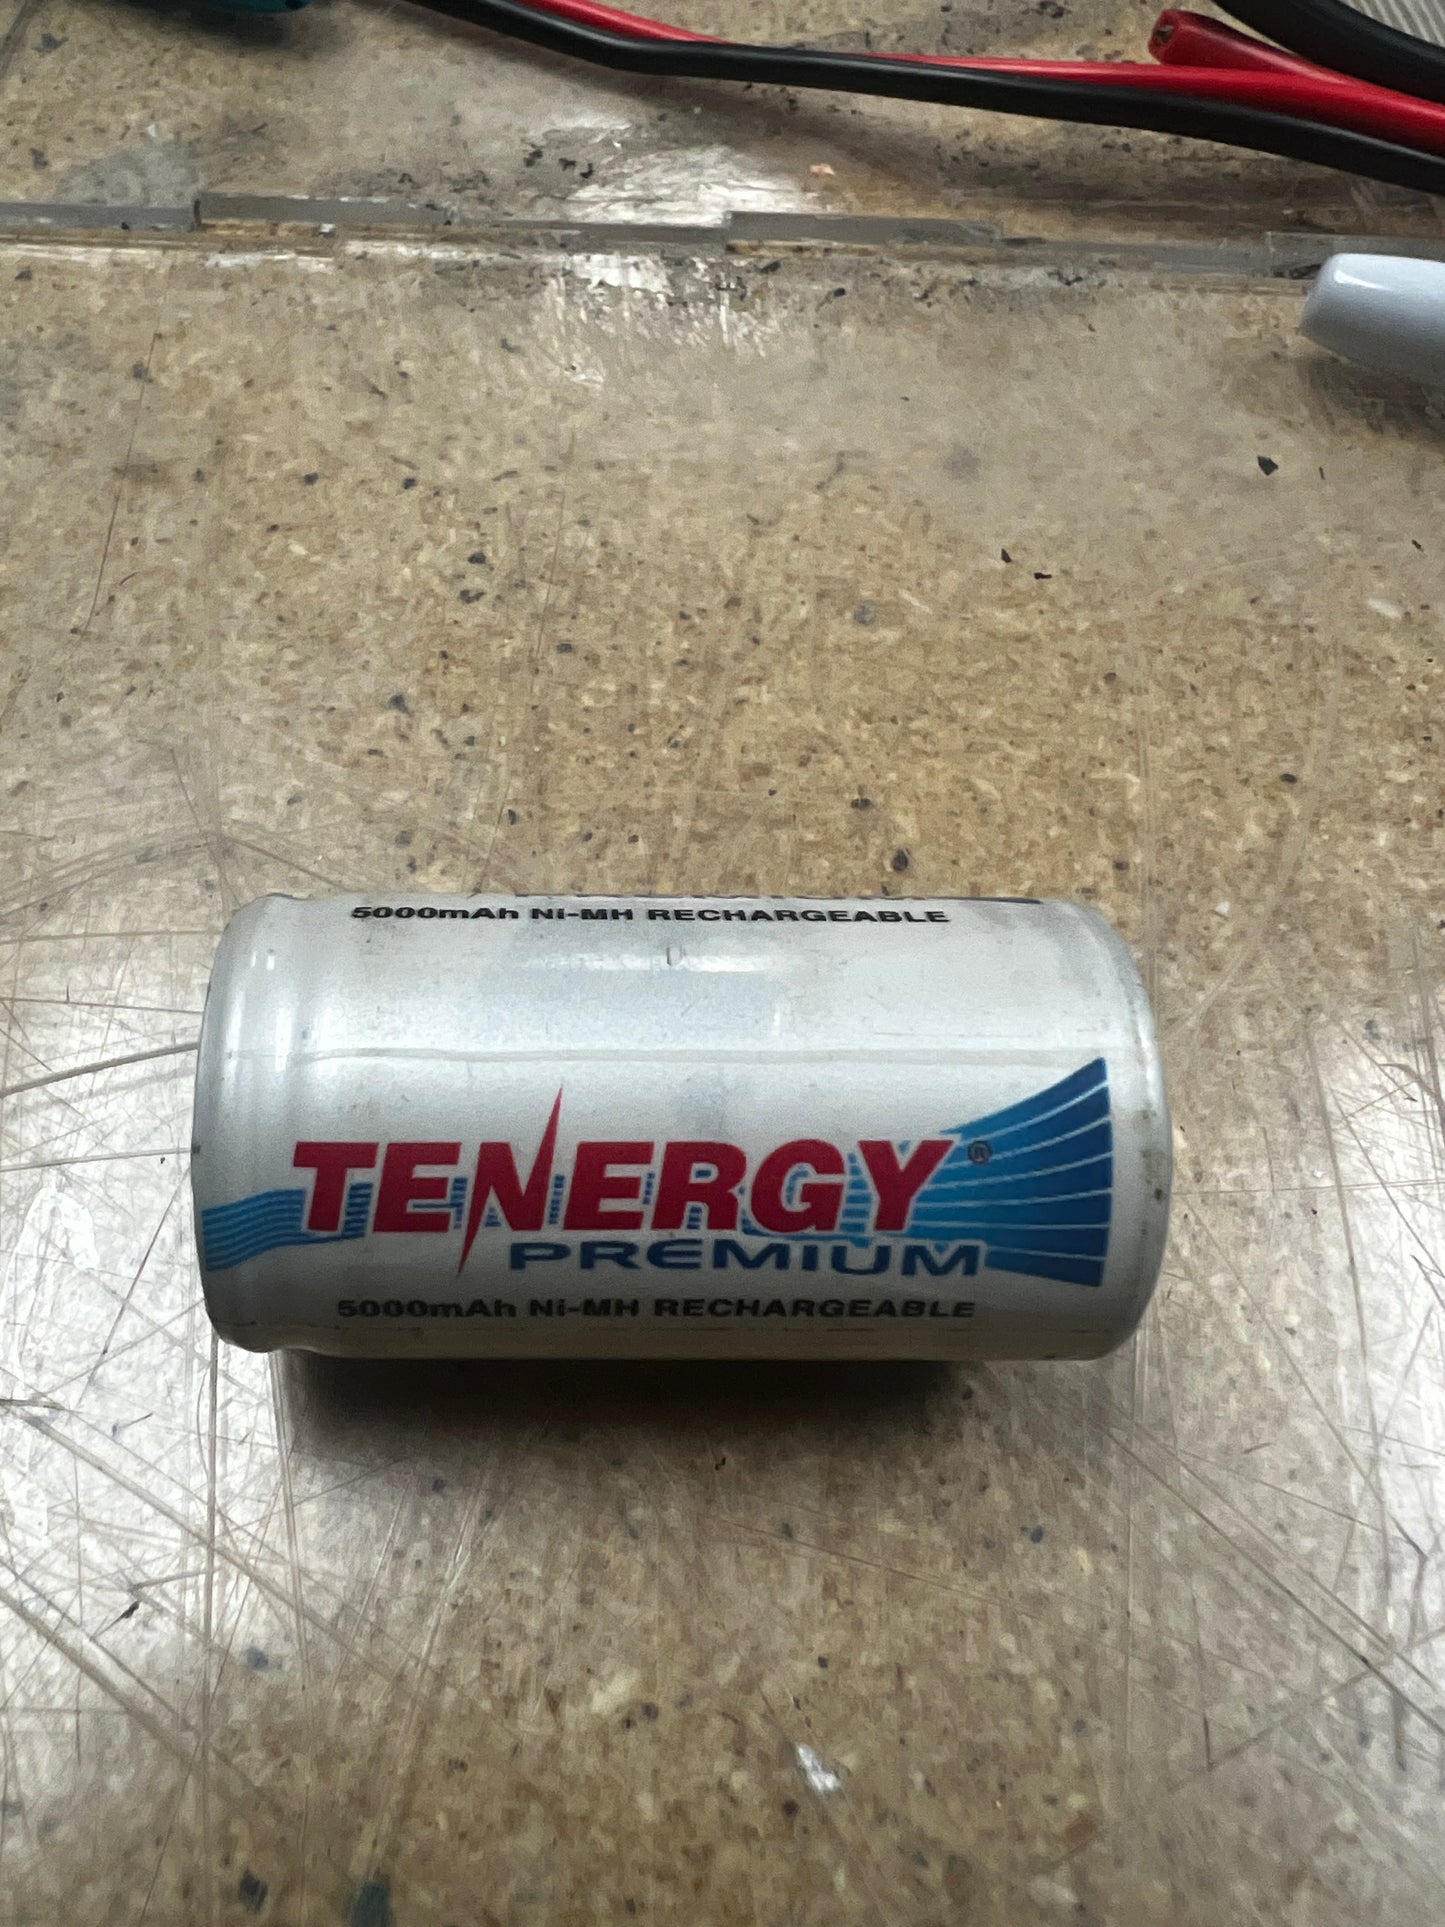 5000mAh Ni-MH RECHARGEABLE
TENERGY®
PREMIUM
5000mAh Ni-MH RECHARGEABLE